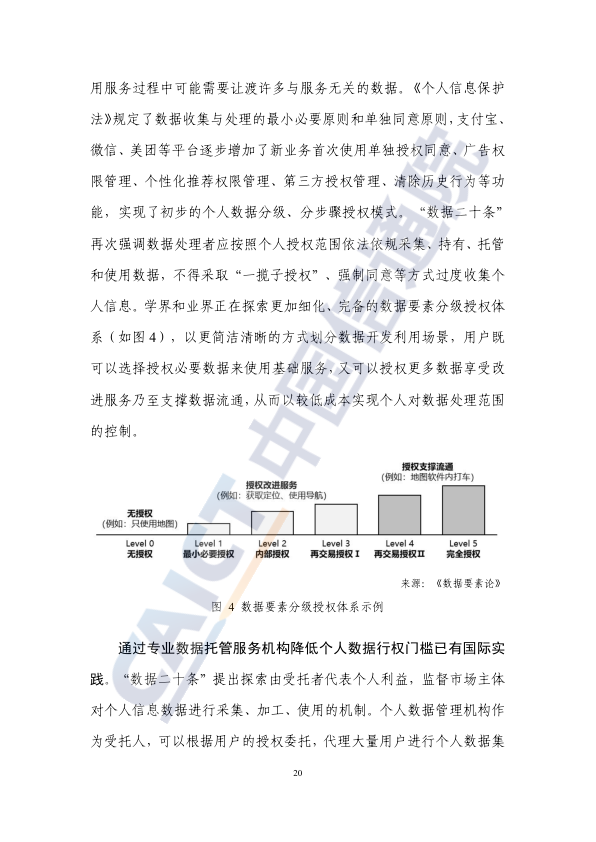 用服务过程中可能需要让渡许多与服务无关的数据。《个人信息保护
法》规定了数据收集与处理的最小必要原则和单独同意原则，支付宝、
微信、美团等平台逐步增加了新业务首次使用单独授权同意、广告权
限管理、个性化推荐权限管理、第三方授权管理、清除历史行为等功
能，实现了初步的个人数据分级、分步骤授权模式。“数据二十条”
再次强调数据处理者应按照个人授权范围依法依规采集、持有、托管
和使用数据，不得采取“一揽子授权”、强制同意等方式过度收集个
人信息。学界和业界正在探索更加细化、完备的数据要素分级授权体
系（如图 4），以更简洁清晰的方式划分数据开发利用场景，用户既
可以选择授权必要数据来使用基础服务，又可以授权更多数据享受改
进服务乃至支撑数据流通，从而以较低成本实现个人对数据处理范围
的控制。
授权支撑流通
(例如：地图软件内打车)
授权改进服务
(例如：获取定位、使用导航)
无授权
(例如：只使用地图)
Level 0 Level 1 Level 2 Level 3 Level 4 Level 5
无授权 最小必要授权 内部授权 再交易授权Ⅰ 再交易授权Ⅱ 完全授权
来源：《数据要素论》
图 4 数据要素分级授权体系示例
通过专业数据托管服务机构降低个人数据行权门槛已有国际实
践。“数据二十条”提出探索由受托者代表个人利益，监督市场主体
对个人信息数据进行采集、加工、使用的机制。个人数据管理机构作
为受托人，可以根据用户的授权委托，代理大量用户进行个人数据集
20
CAICT 中国信通院